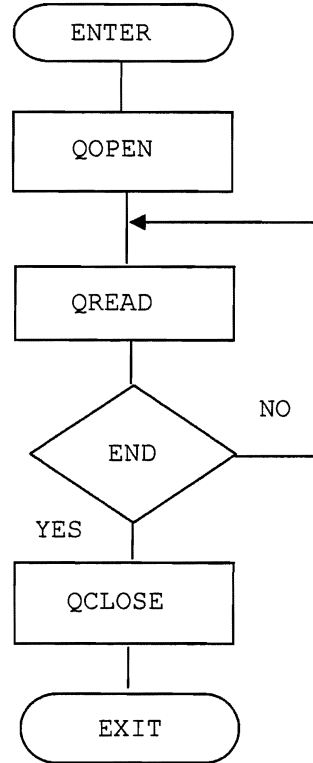 ENTER
QOPEN
QREAD
NO
END
YES
QCLOSE
EXIT